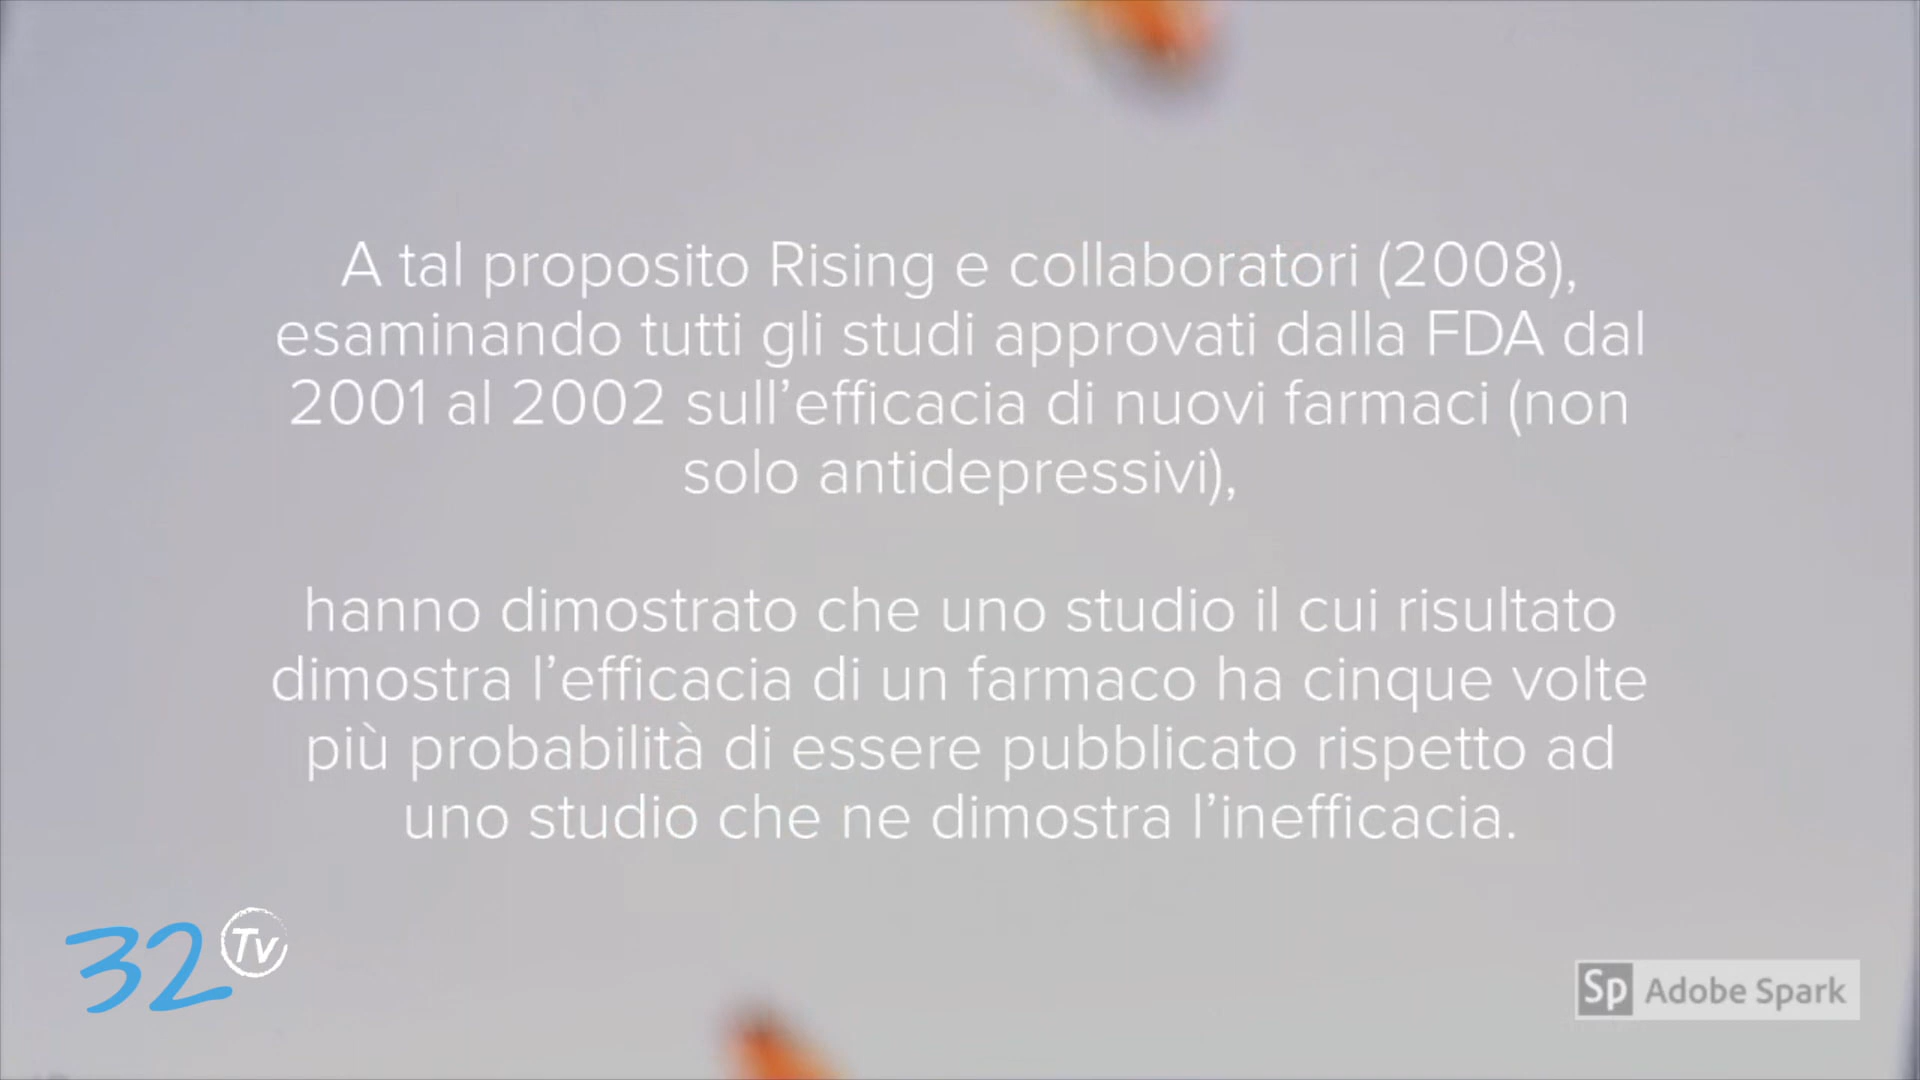 A tal proposito Rising e collaboratori (2008),
esaminando tutti gli studi approvati dalla FDA dal
2001 al 2002 sull’efficacia di nuovi farmaci (non
solo antidepressivi),
hanno dimostrato che uno studio il cui risultato
dimostra l’efficacia di un farmaco ha cinque volte
più probabilità di essere pubblicato rispetto ad
uno studio che ne dimostra l’inefficacia.
32 Tv
Sp Adobe Spark